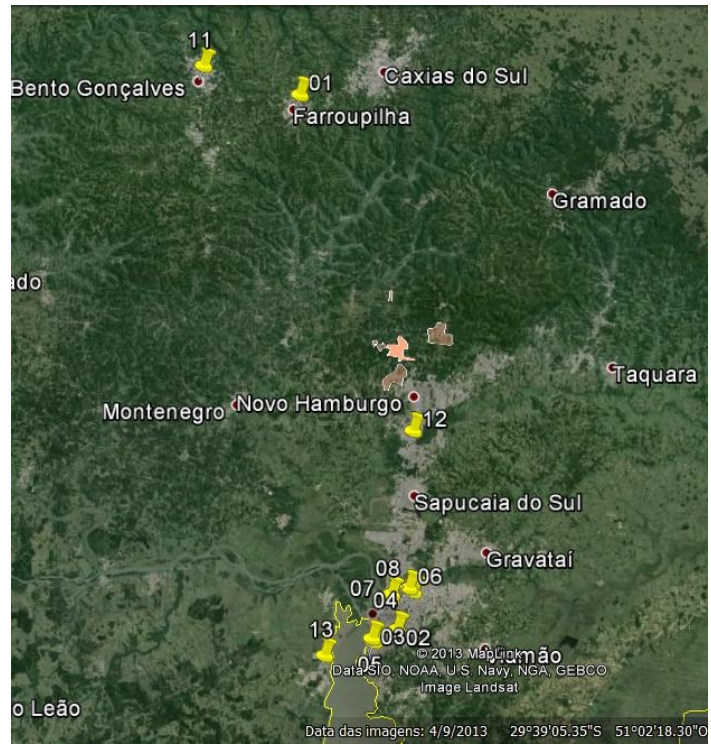 11
Bento Gonçalves
01
Caxias do Sul
Farroupilha
Gramado
ado
Taquara
Montenegro
Novo Hamburgo
12
Sapucaia do Sul
Gravataí
08
06
07
04
13
03
02
05
© 2013 MapLink
Viamão
Data SIO, NOAA, U.S. Navy, NGA, GEBCO
Image Landsat
o Leão
Data das imagens: 4/9/2013 29°39'05.35"S 51°02'18.30"O